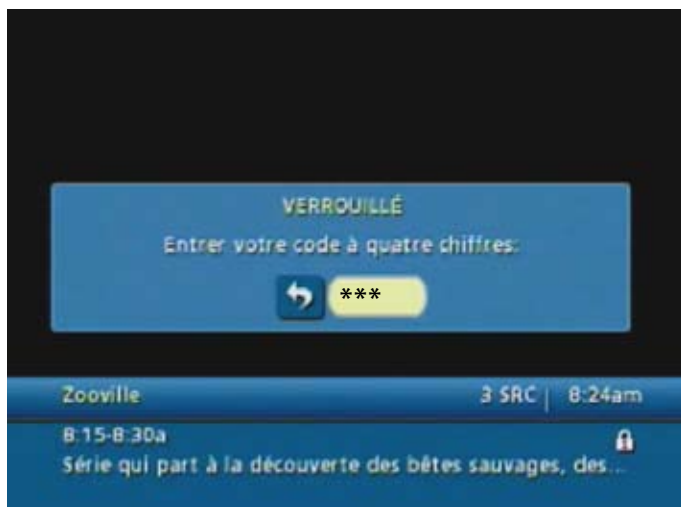 VERROUILLÉ
Entrer votre code à quatre chiffres:
***
Zooville 3 SRC | 8:24am
8:15-8:30a
Série qui part à la découverte des bêtes sauvages, des...